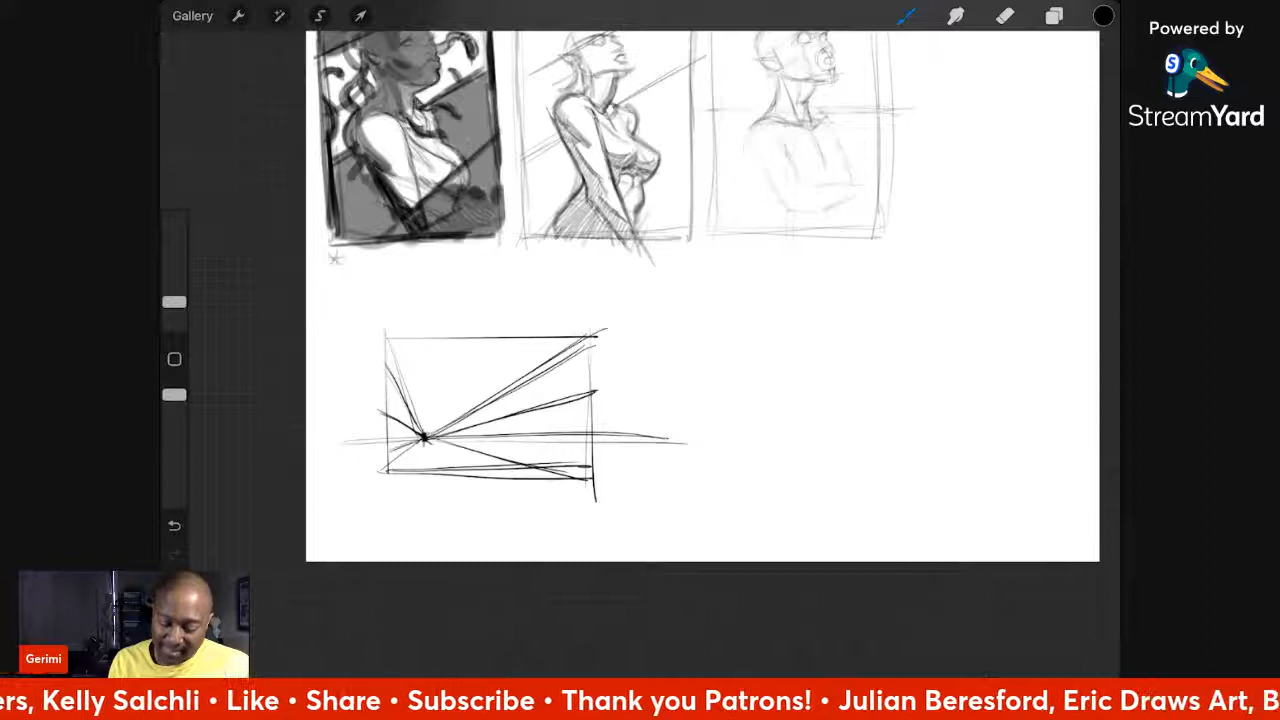 Gallery
Powered by
S
StreamYard
Gerimi
ers, Kelly Salchli • Like • Share • Subscribe • Thank you Patrons! • Julian Beresford, Eric Draws Art, B